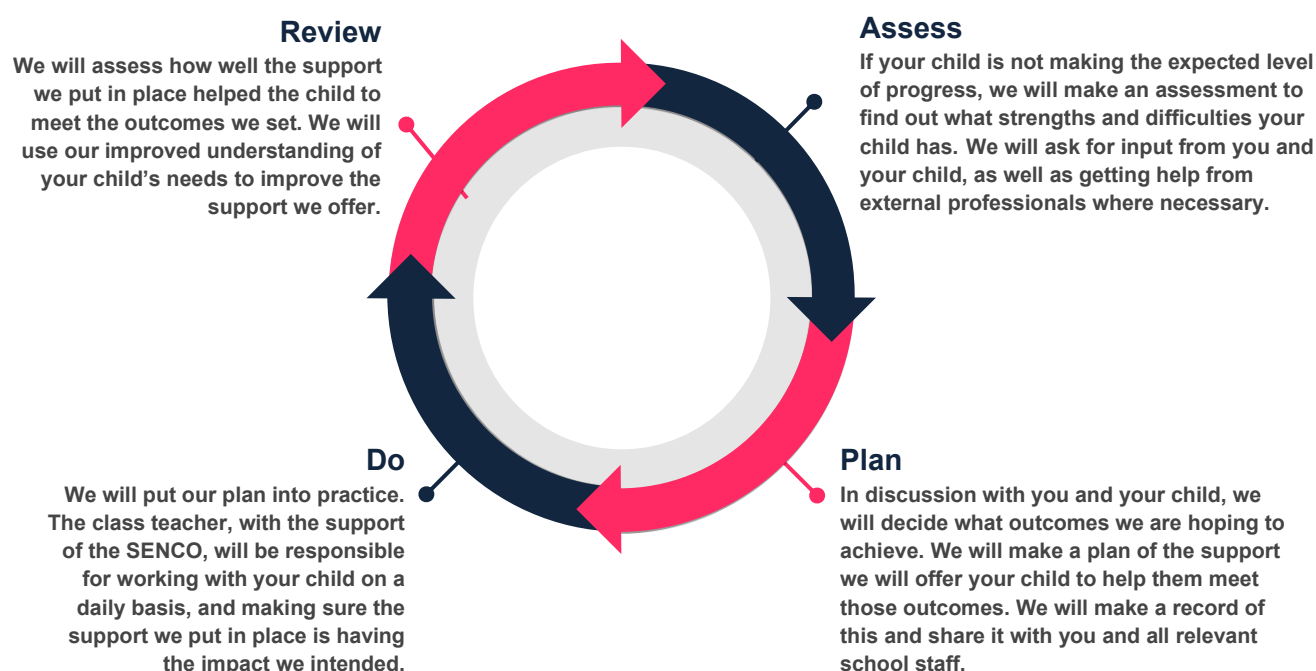 Review
We will assess how well the support
we put in place helped the child to
meet the outcomes we set. We will
use our improved understanding of
your child’s needs to improve the
support we offer.
Assess
If your child is not making the expected level
of progress, we will make an assessment to
find out what strengths and difficulties your
child has. We will ask for input from you and
your child, as well as getting help from
external professionals where necessary.
Do
We will put our plan into practice.
The class teacher, with the support
of the SENCO, will be responsible
for working with your child on a
daily basis, and making sure the
support we put in place is having
the impact we intended.
Plan
In discussion with you and your child, we
will decide what outcomes we are hoping to
achieve. We will make a plan of the support
we will offer your child to help them meet
those outcomes. We will make a record of
this and share it with you and all relevant
school staff.